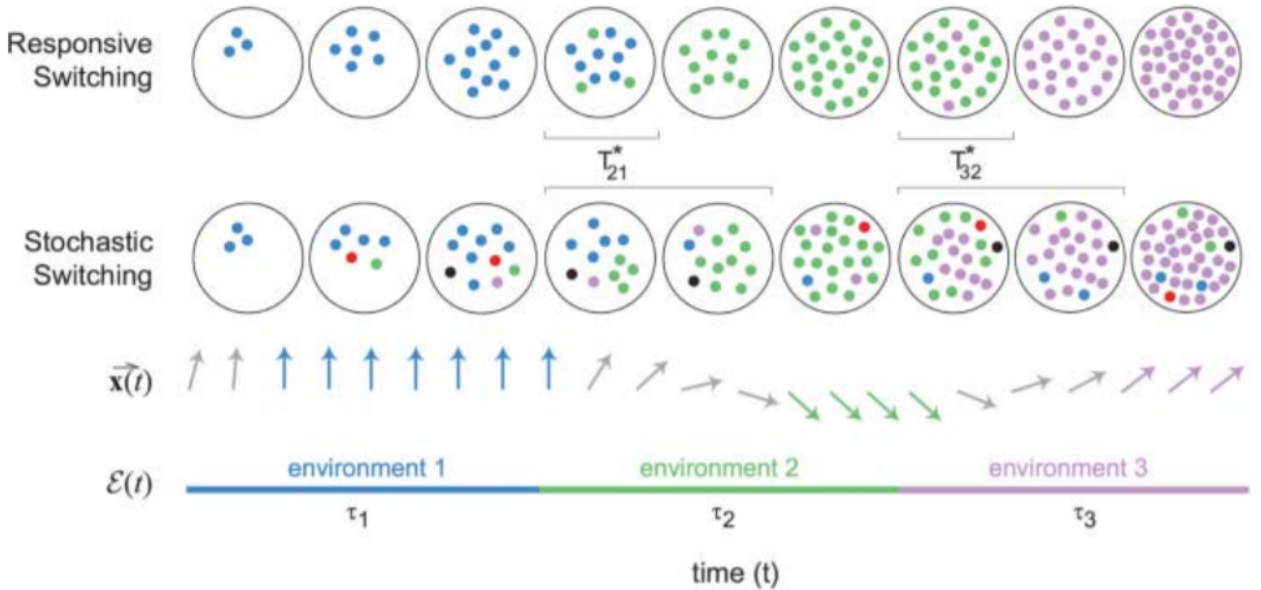 Responsive
Switching
T*21
T*32
Stochastic
Switching
x(t)
environment 1 environment 2 environment 3
ℰ(t)
τ1 τ2 τ3
time (t)